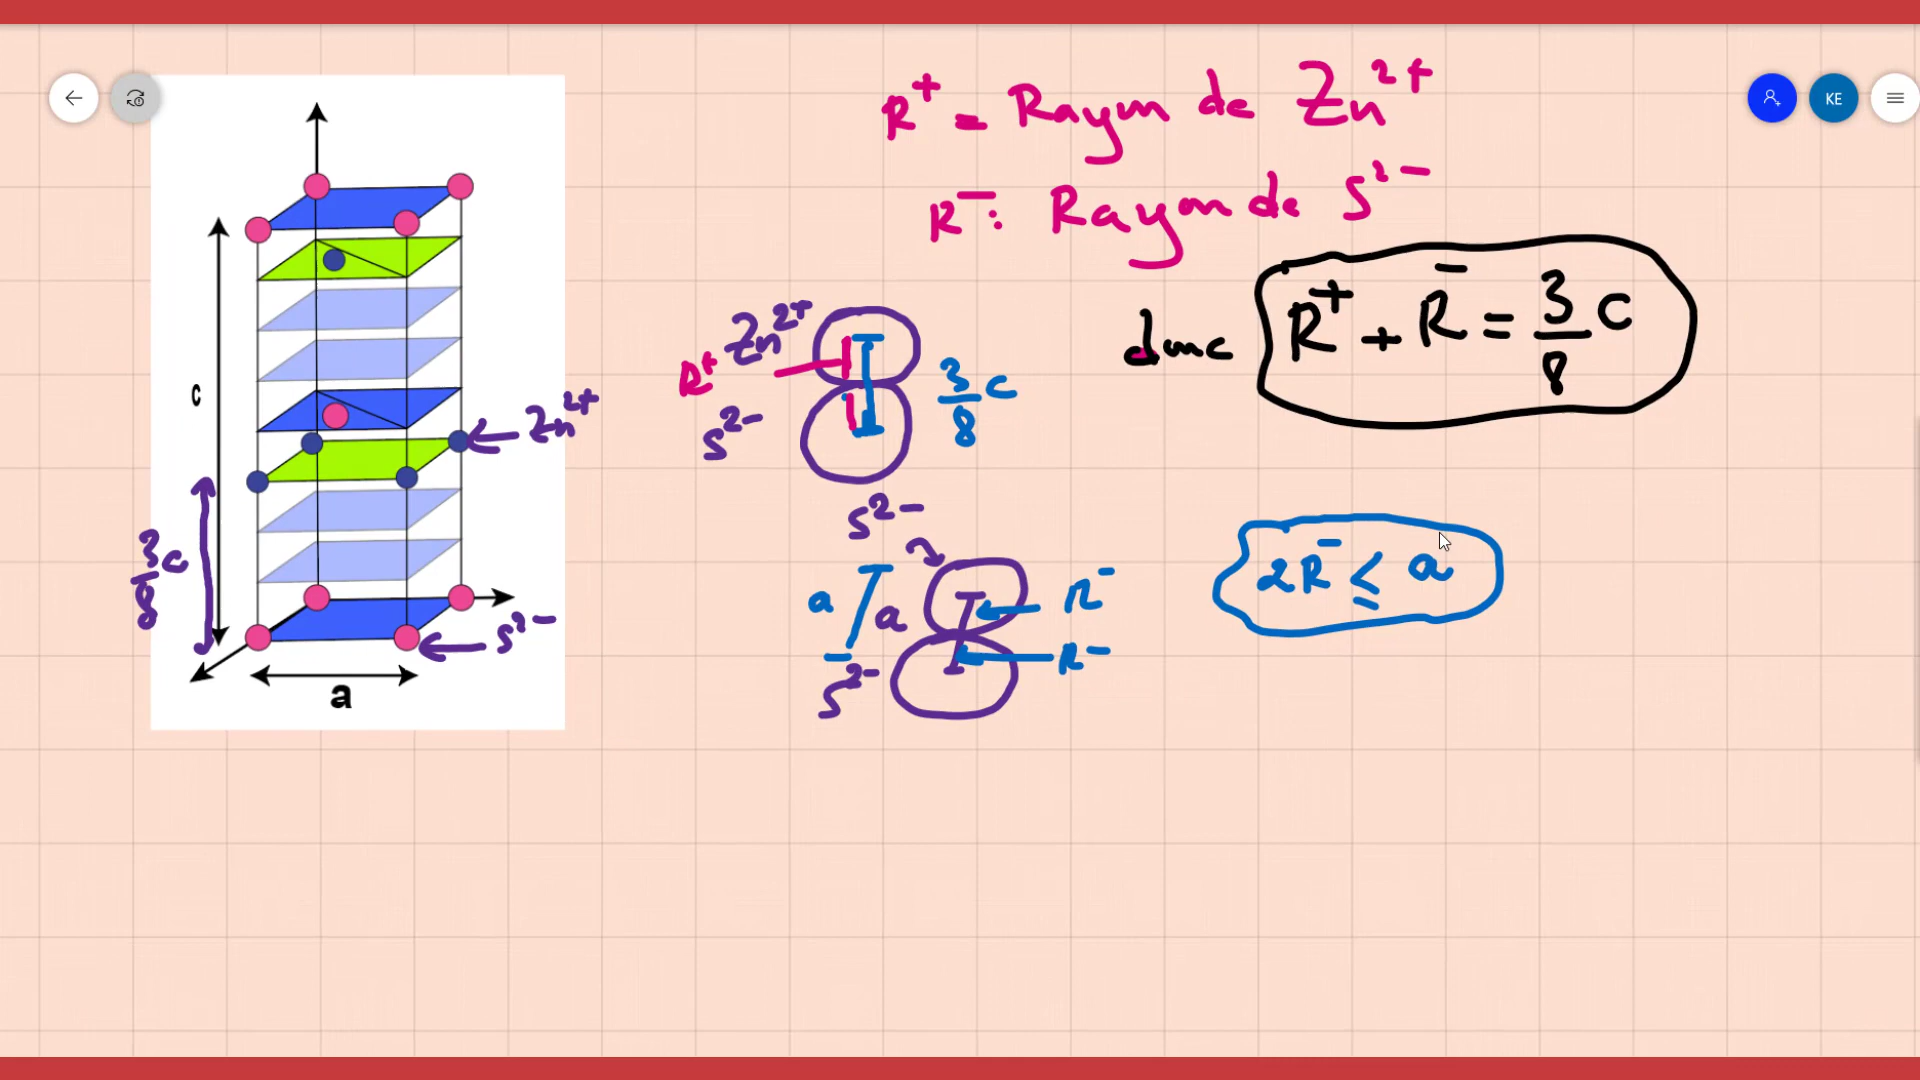 R⁺ = Rayon de Zn²⁺
R⁻ : Rayon de S²⁻
donc R⁺ + R⁻ = 3/8 c
Zn²⁺
R⁺
S²⁻
3/8 c
c
Zn²⁺
3/8 c
S²⁻
a
S²⁻
a
a
R⁻
R⁻
S²⁻
2R⁻ ≤ a
KE